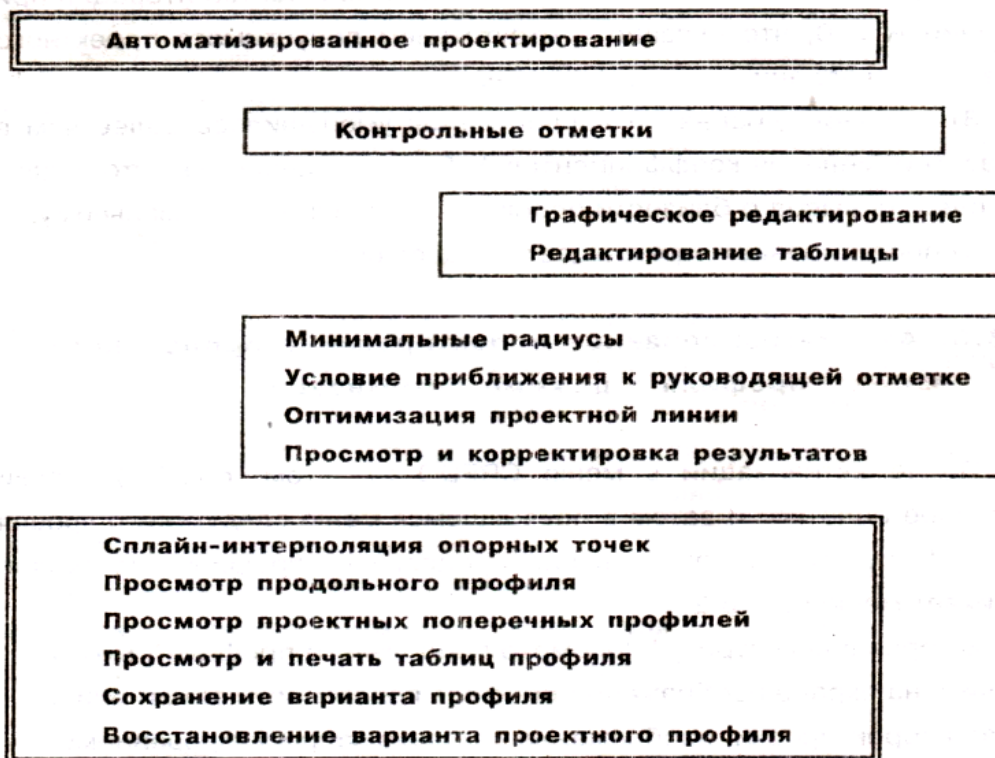 Автоматизированное проектирование
Контрольные отметки
Графическое редактирование
Редактирование таблицы
Минимальные радиусы
Условие приближения к руководящей отметке
Оптимизация проектной линии
Просмотр и корректировка результатов
Сплайн-интерполяция опорных точек
Просмотр продольного профиля
Просмотр проектных поперечных профилей
Просмотр и печать таблиц профиля
Сохранение варианта профиля
Восстановление варианта проектного профиля